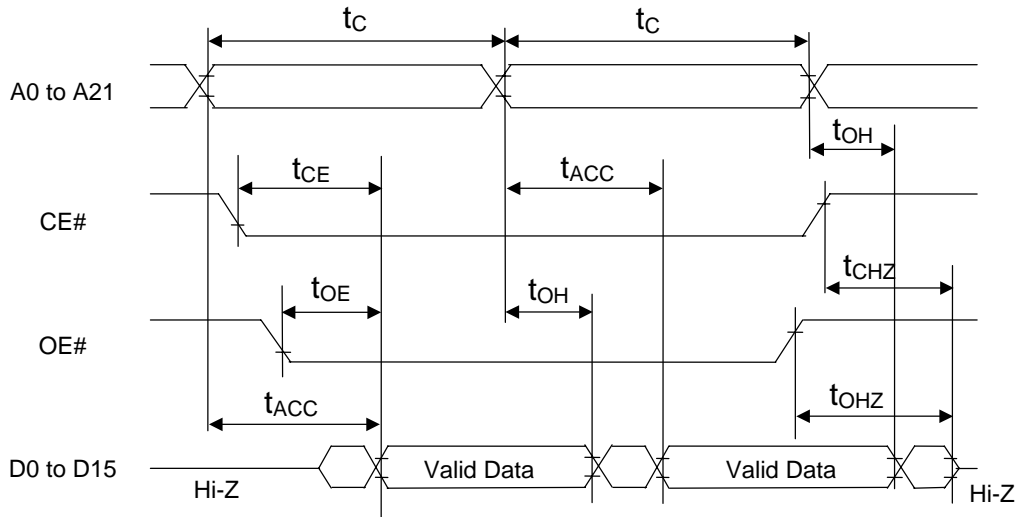 tC tC
A0 to A21
tOH
tCE tACC
CE#
tCHZ
tOE tOH
OE#
tOHZ
tACC
D0 to D15 Valid Data Valid Data
Hi-Z Hi-Z